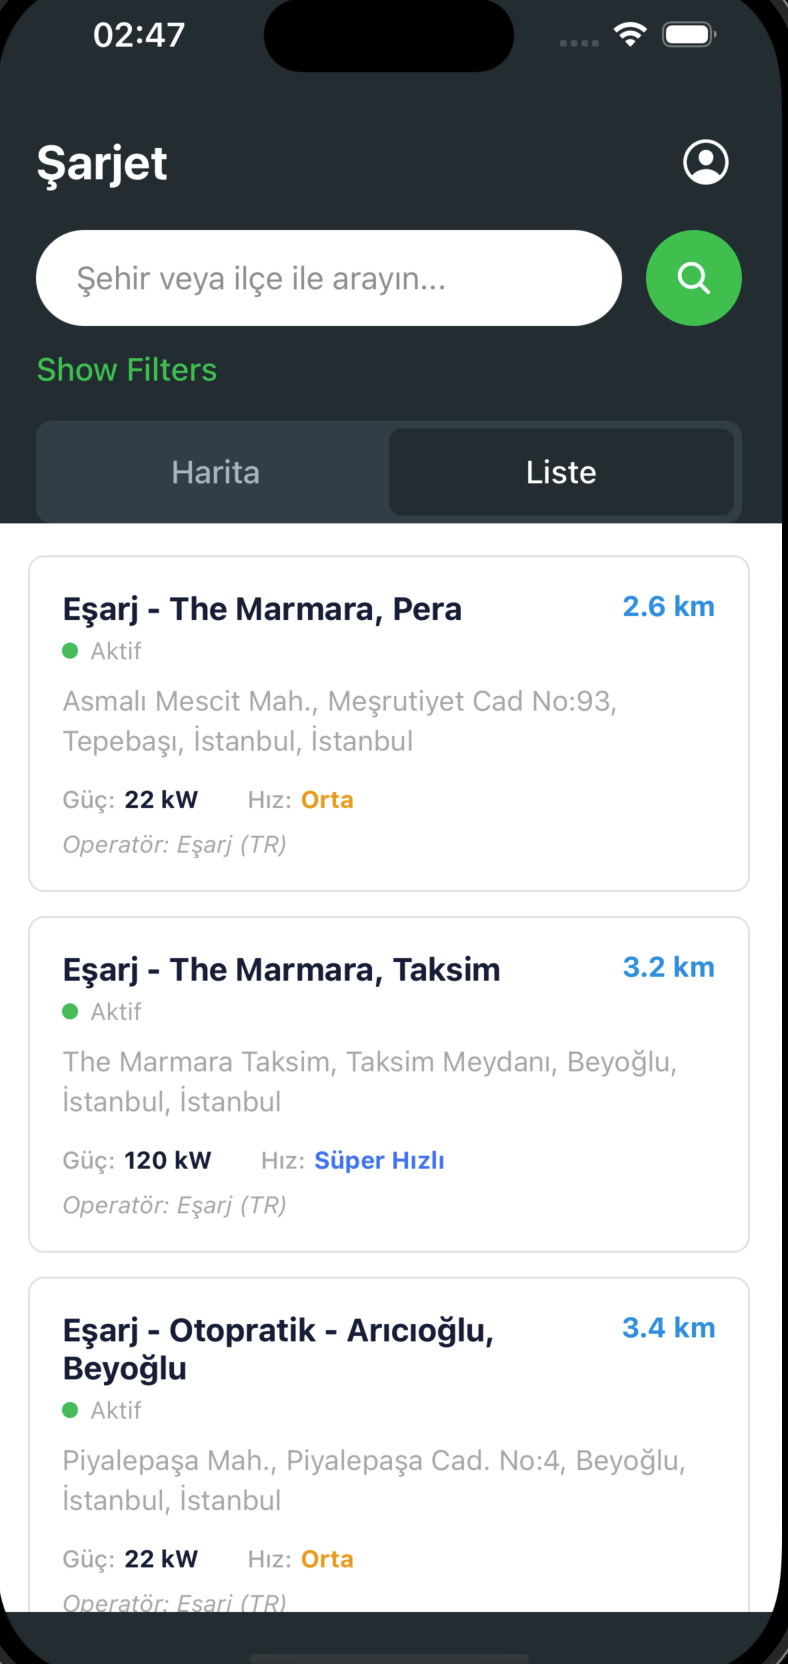 02:47
Şarjet
Şehir veya ilçe ile arayın...
Show Filters
Harita
Liste
Eşarj - The Marmara, Pera
2.6 km
Aktif
Asmalı Mescit Mah., Meşrutiyet Cad No:93,
Tepebaşı, İstanbul, İstanbul
Güç: 22 kW Hız: Orta
Operatör: Eşarj (TR)
Eşarj - The Marmara, Taksim
3.2 km
Aktif
The Marmara Taksim, Taksim Meydanı, Beyoğlu,
İstanbul, İstanbul
Güç: 120 kW Hız: Süper Hızlı
Operatör: Eşarj (TR)
Eşarj - Otopratik - Arıcıoğlu,
Beyoğlu
3.4 km
Aktif
Piyalepaşa Mah., Piyalepaşa Cad. No:4, Beyoğlu,
İstanbul, İstanbul
Güç: 22 kW Hız: Orta
Operatör: Eşarj (TR)